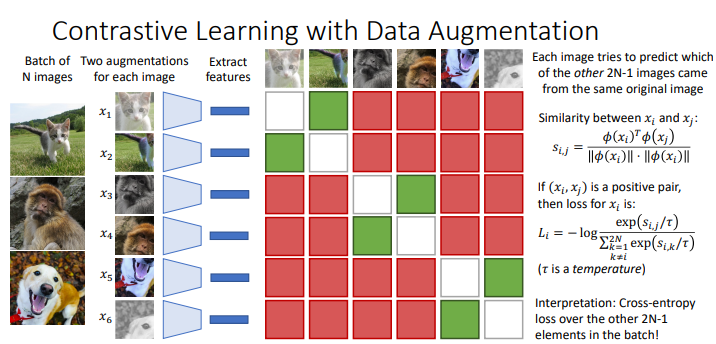 Contrastive Learning with Data Augmentation
Batch of
N images
Two augmentations
for each image
Extract
features
x₁
x₂
x₃
x₄
x₅
x₆
Each image tries to predict which
of the other 2N-1 images came
from the same original image
Similarity between xᵢ and xⱼ:
sᵢ,ⱼ = ϕ(xᵢ)ᵀϕ(xⱼ) / ‖ϕ(xᵢ)‖ · ‖ϕ(xᵢ)‖
If (xᵢ, xⱼ) is a positive pair,
then loss for xᵢ is:
Lᵢ = − log exp(sᵢ,ⱼ/τ) / ∑ₖ₌₁²ᴺ exp(sᵢ,ₖ/τ)
k≠i
(τ is a temperature)
Interpretation: Cross-entropy
loss over the other 2N-1
elements in the batch!